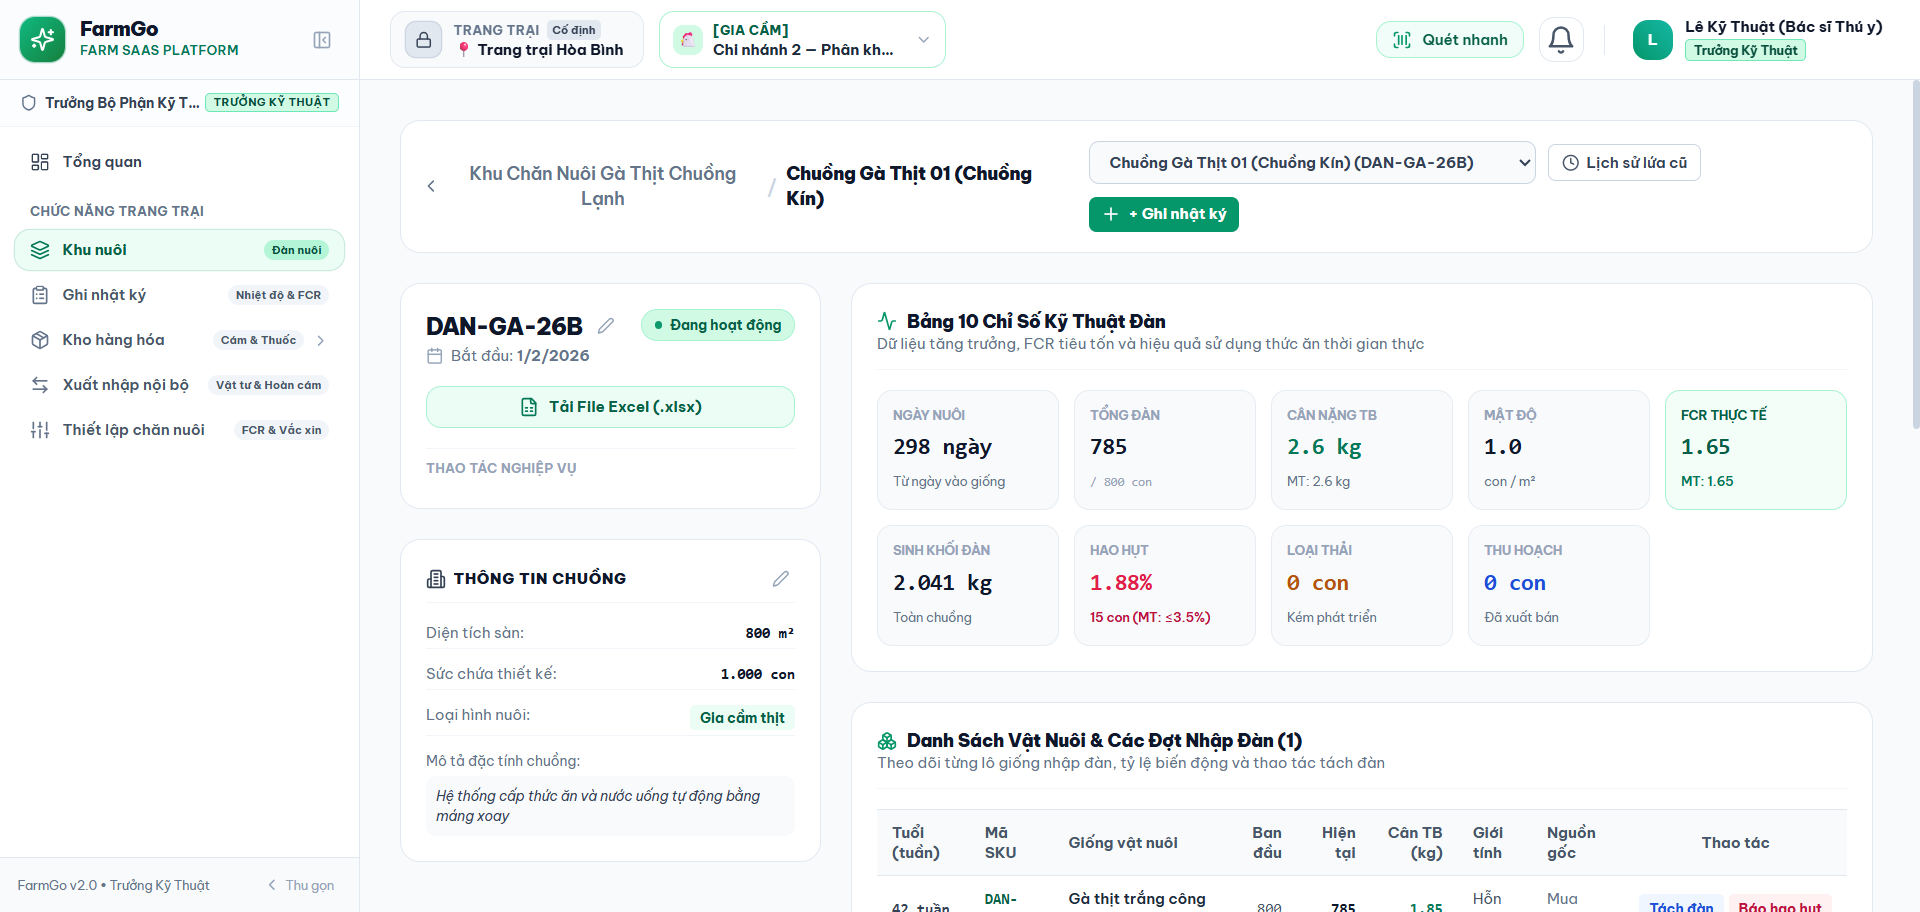 FarmGo
FARM SAAS PLATFORM
TRANG TRẠI Cố định
📍 Trang trại Hòa Bình
[GIA CẦM]
Chi nhánh 2 — Phân kh...
Quét nhanh
L
Lê Kỹ Thuật (Bác sĩ Thú y)
Trưởng Kỹ Thuật
Trưởng Bộ Phận Kỹ T... TRƯỞNG KỸ THUẬT
Tổng quan
CHỨC NĂNG TRANG TRẠI
Khu nuôi Đàn nuôi
Ghi nhật ký Nhiệt độ & FCR
Kho hàng hóa Cám & Thuốc
Xuất nhập nội bộ Vật tư & Hoàn cám
Thiết lập chăn nuôi FCR & Vắc xin
FarmGo v2.0 • Trưởng Kỹ Thuật Thu gọn
Khu Chăn Nuôi Gà Thịt Chuồng
Lạnh
/
Chuồng Gà Thịt 01 (Chuồng
Kín)
Chuồng Gà Thịt 01 (Chuồng Kín) (DAN-GA-26B)
Lịch sử lứa cũ
+ Ghi nhật ký
DAN-GA-26B
Đang hoạt động
Bắt đầu: 1/2/2026
Tải File Excel (.xlsx)
THAO TÁC NGHIỆP VỤ
THÔNG TIN CHUỒNG
Diện tích sàn: 800 m²
Sức chứa thiết kế: 1.000 con
Loại hình nuôi: Gia cầm thịt
Mô tả đặc tính chuồng:
Hệ thống cấp thức ăn và nước uống tự động bằng
máng xoay
Bảng 10 Chỉ Số Kỹ Thuật Đàn
Dữ liệu tăng trưởng, FCR tiêu tốn và hiệu quả sử dụng thức ăn thời gian thực
NGÀY NUÔI
298 ngày
Từ ngày vào giống
TỔNG ĐÀN
785
/ 800 con
CÂN NẶNG TB
2.6 kg
MT: 2.6 kg
MẬT ĐỘ
1.0
con / m²
FCR THỰC TẾ
1.65
MT: 1.65
SINH KHỐI ĐÀN
2.041 kg
Toàn chuồng
HAO HỤT
1.88%
15 con (MT: ≤3.5%)
LOẠI THẢI
0 con
Kém phát triển
THU HOẠCH
0 con
Đã xuất bán
Danh Sách Vật Nuôi & Các Đợt Nhập Đàn (1)
Theo dõi từng lô giống nhập đàn, tỷ lệ biến động và thao tác tách đàn
Tuổi
(tuần)
Mã
SKU
Giống vật nuôi
Ban
đầu
Hiện
tại
Cân TB
(kg)
Giới
tính
Nguồn
gốc
Thao tác
42 tuần
DAN-
Gà thịt trắng công
800
785
1.85
Hỗn
Mua
Tách đàn
Báo hao hụt